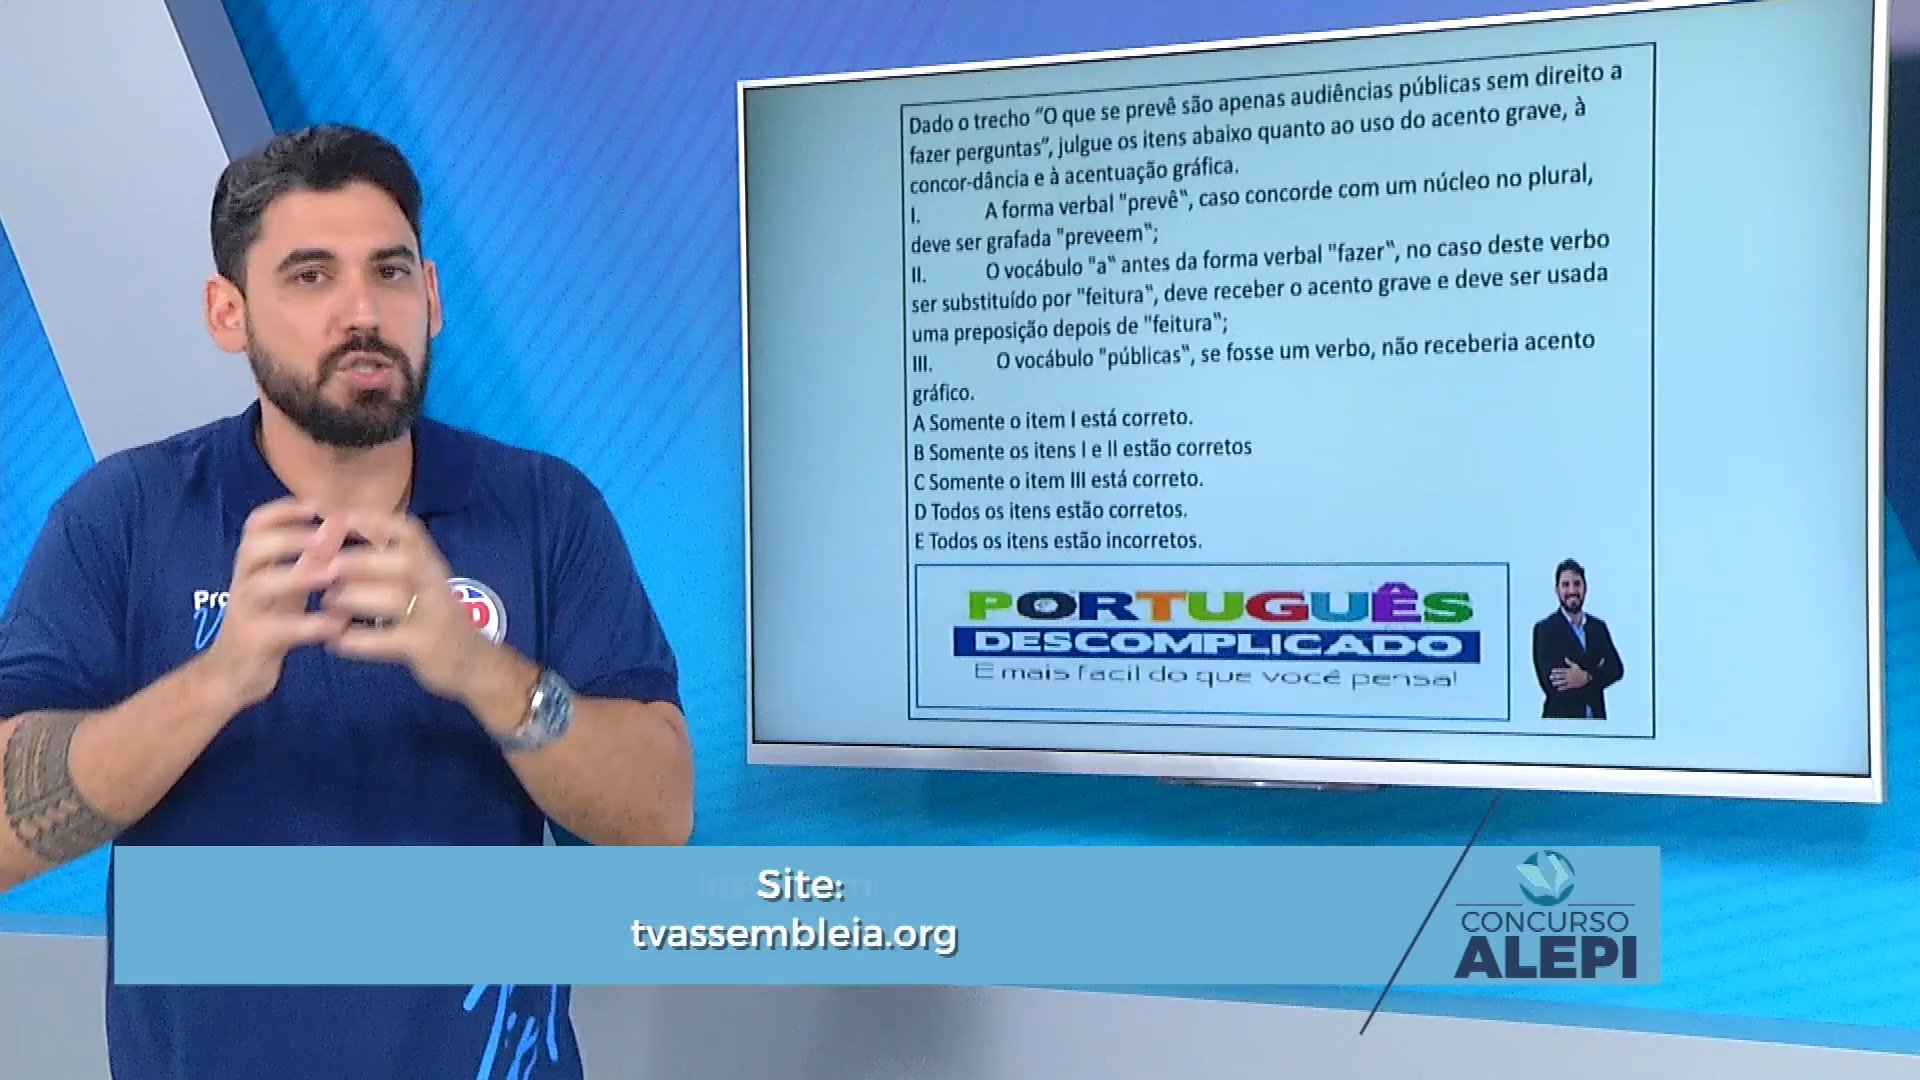 Dado o trecho “O que se prevê são apenas audiências públicas sem direito a
fazer perguntas”, julgue os itens abaixo quanto ao uso do acento grave, à
concor-dância e à acentuação gráfica.
I. A forma verbal "prevê", caso concorde com um núcleo no plural,
deve ser grafada "preveem";
II. O vocábulo "a" antes da forma verbal "fazer", no caso deste verbo
ser substituído por "feitura", deve receber o acento grave e deve ser usada
uma preposição depois de "feitura";
III. O vocábulo "públicas", se fosse um verbo, não receberia acento
gráfico.
A Somente o item I está correto.
B Somente os itens I e II estão corretos
C Somente o item III está correto.
D Todos os itens estão corretos.
E Todos os itens estão incorretos.
PORTUGUÊS
DESCOMPLICADO
É mais facil do que você pensa!
Site:
tvassembleia.org
CONCURSO
ALEPI